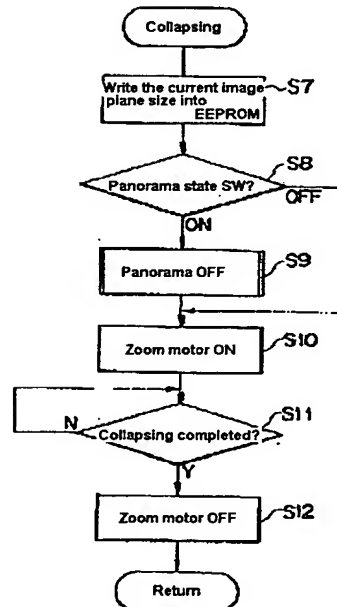 Collapsing
Write the current image
plane size into
EEPROM
S7
Panorama state SW?
S8
OFF
ON
Panorama OFF
S9
Zoom motor ON
S10
Collapsing completed?
S11
N
Y
Zoom motor OFF
S12
Return